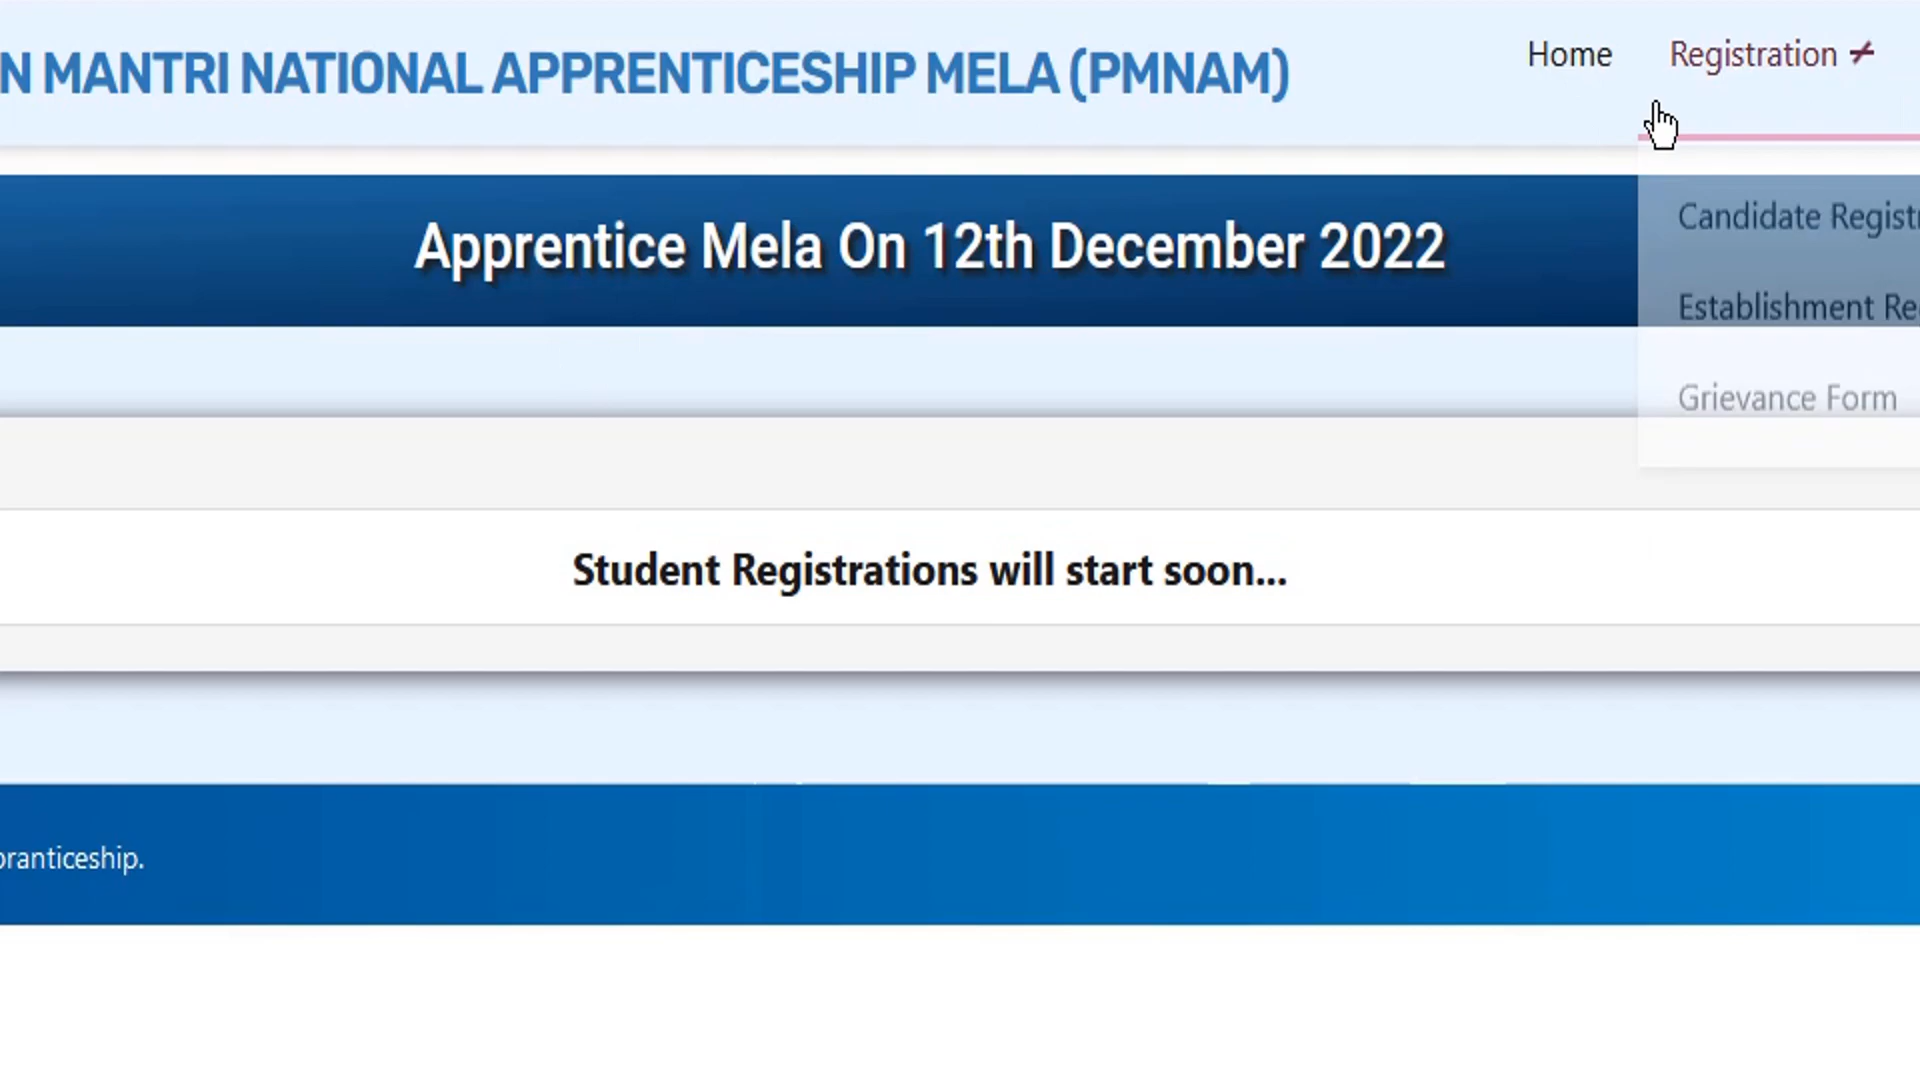 N MANTRI NATIONAL APPRENTICESHIP MELA (PMNAM)
Home
Registration
Candidate Registr
Apprentice Mela On 12th December 2022
Establishment Re
Grievance Form
Student Registrations will start soon...
pranticeship.